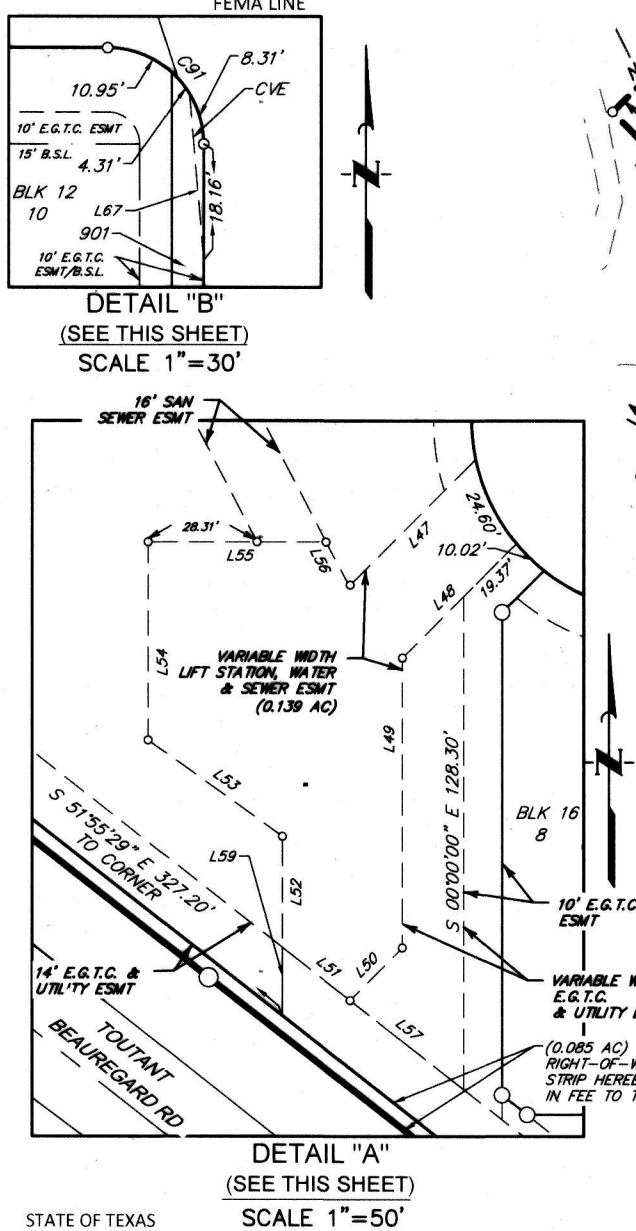 FEMA LINE
C91
8.31'
10.95'
CVE
10' E.G.T.C. ESMT
15' B.S.L.
4.31'
BLK 12
10
L67
18.16'
901
10' E.G.T.C.
ESMT/B.S.L.
N
DETAIL "B"
(SEE THIS SHEET)
SCALE 1"=30'
16' SAN
SEWER ESMT
28.31'
L55
L56
L47
24.60'
10.02'
19.37'
L48
L54
VARIABLE WIDTH
LIFT STATION, WATER
& SEWER ESMT
(0.139 AC)
L49
S 00°00'00" E 128.30'
N
L53
BLK 16
8
S 51°55'29" E 327.20'
TO CORNER
L59
L52
10' E.G.T.C
ESMT
14' E.G.T.C. &
UTILITY ESMT
L51
L50
L57
VARIABLE W
E.G.T.C.
& UTILITY
TOUTANT
BEAUREGARD RD
(0.085 AC)
RIGHT-OF-W
STRIP HEREB
IN FEE TO T
DETAIL "A"
(SEE THIS SHEET)
SCALE 1"=50'
STATE OF TEXAS